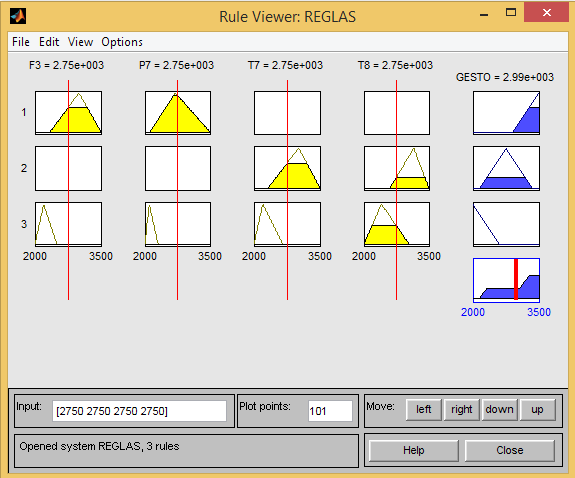 Rule Viewer: REGLAS
File Edit View Options
F3 = 2.75e+003 P7 = 2.75e+003 T7 = 2.75e+003 T8 = 2.75e+003
GESTO = 2.99e+003
1
2
3
2000 3500 2000 3500 2000 3500 2000 3500
2000 3500
Input: [2750 2750 2750 2750] Plot points: 101 Move: left right down up
Opened system REGLAS, 3 rules Help Close